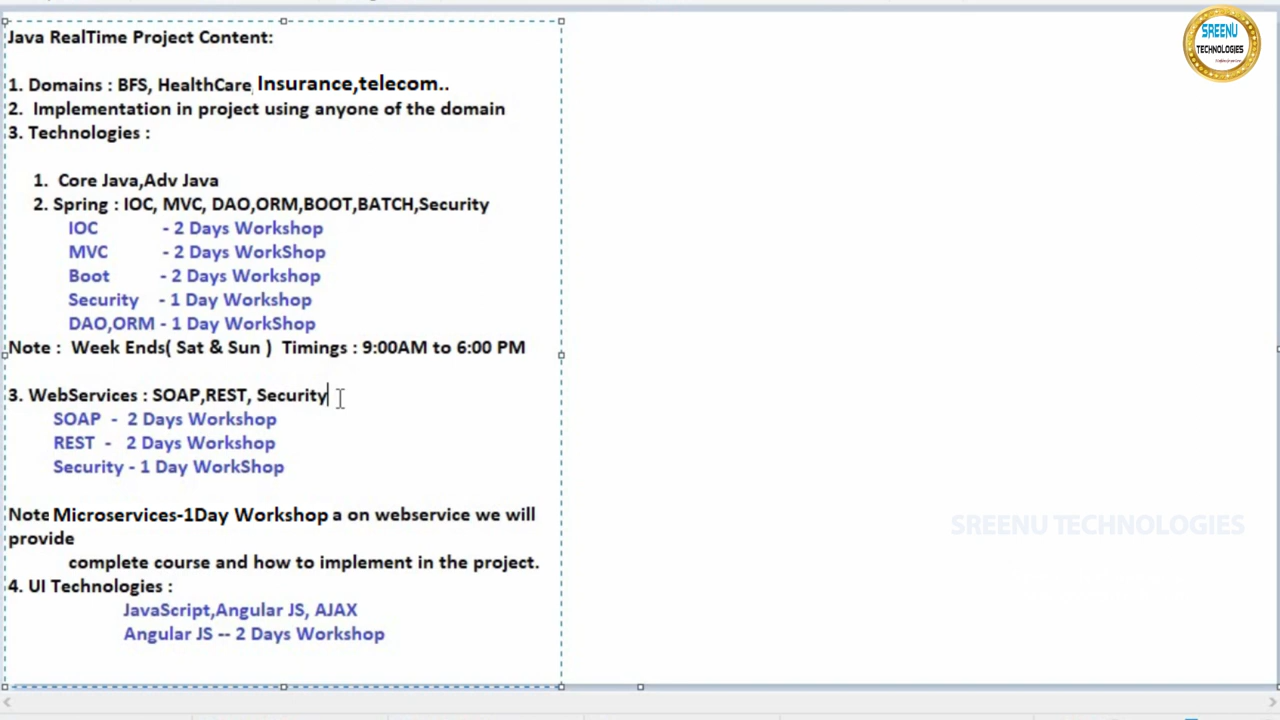 SREENU
TECHNOLOGIES
Java RealTime Project Content:
1. Domains : BFS, HealthCare, Insurance,telecom..
2. Implementation in project using anyone of the domain
3. Technologies :
1. Core Java,Adv Java
2. Spring : IOC, MVC, DAO,ORM,BOOT,BATCH,Security
IOC - 2 Days Workshop
MVC - 2 Days WorkShop
Boot - 2 Days Workshop
Security - 1 Day Workshop
DAO,ORM - 1 Day WorkShop
Note : Week Ends( Sat & Sun ) Timings : 9:00AM to 6:00 PM
3. WebServices : SOAP,REST, Security
SOAP - 2 Days Workshop
REST - 2 Days Workshop
Security - 1 Day WorkShop
Note Microservices-1Day Workshop a on webservice we will
provide
SREENU TECHNOLOGIES
complete course and how to implement in the project.
4. UI Technologies :
JavaScript,Angular JS, AJAX
Angular JS -- 2 Days Workshop